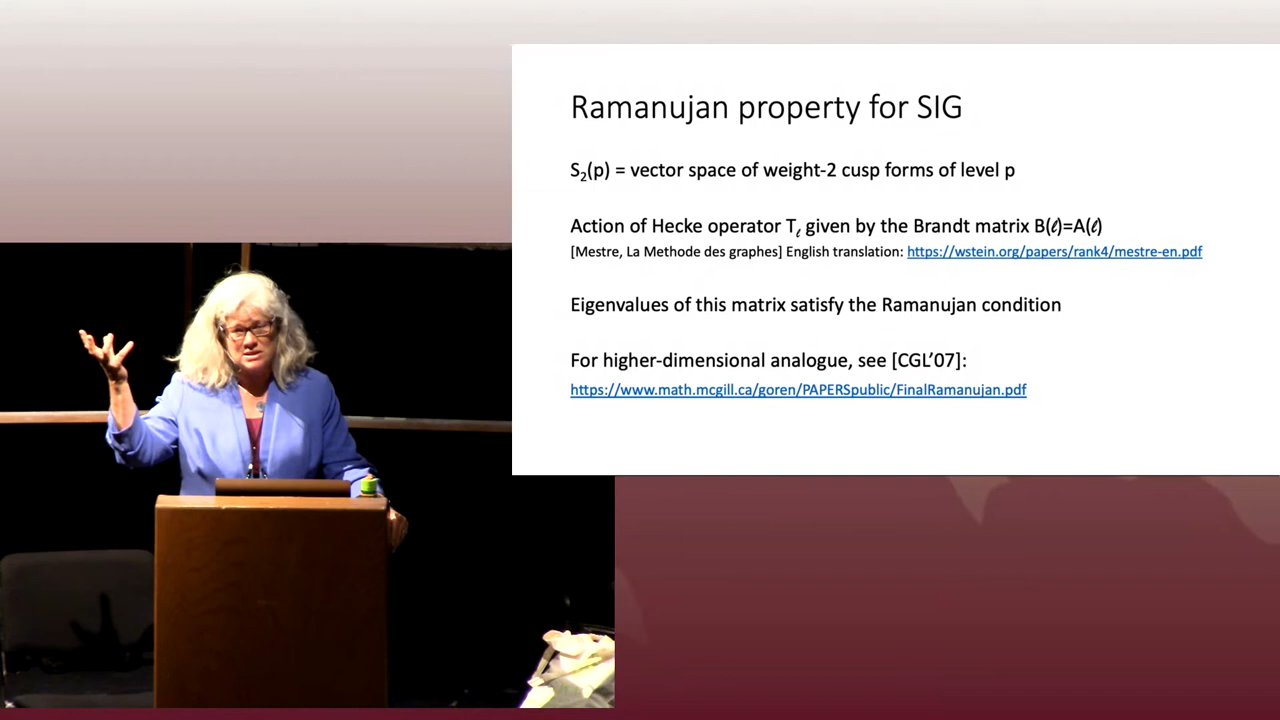 Ramanujan property for SIG
S₂(p) = vector space of weight-2 cusp forms of level p
Action of Hecke operator Tℓ given by the Brandt matrix B(ℓ)=A(ℓ)
[Mestre, La Methode des graphes] English translation: https://wstein.org/papers/rank4/mestre-en.pdf
Eigenvalues of this matrix satisfy the Ramanujan condition
For higher-dimensional analogue, see [CGL’07]:
https://www.math.mcgill.ca/goren/PAPERSpublic/FinalRamanujan.pdf